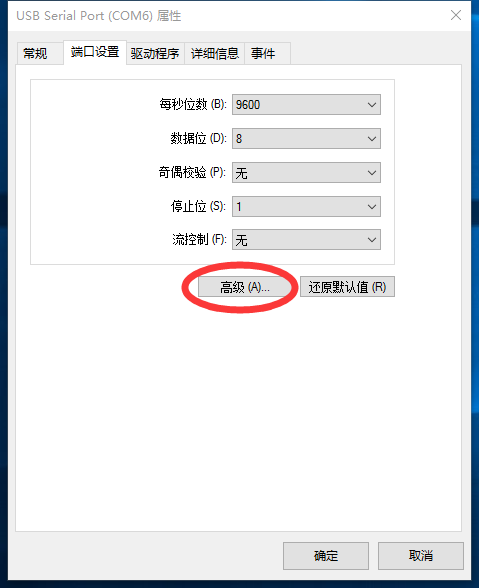 USB Serial Port (COM6) 属性
常规 端口设置 驱动程序 详细信息 事件
每秒位数 (B): 9600
数据位 (D): 8
奇偶校验 (P): 无
停止位 (S): 1
流控制 (F): 无
高级 (A)... 还原默认值 (R)
确定 取消